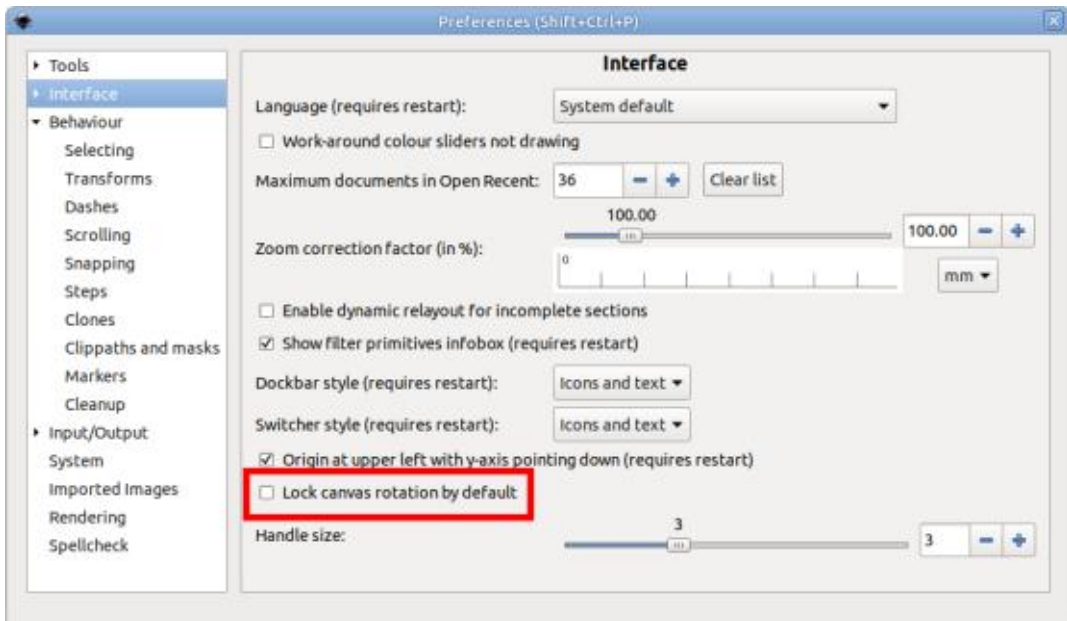 Preferences (Shift+Ctrl+P)
Tools
Interface
Behaviour
Selecting
Transforms
Dashes
Scrolling
Snapping
Steps
Clones
Clippaths and masks
Markers
Cleanup
Input/Output
System
Imported Images
Rendering
Spellcheck
Interface
Language (requires restart): System default
Work-around colour sliders not drawing
Maximum documents in Open Recent: 36 Clear list
100.00
Zoom correction factor (in %): 100.00
0
mm
Enable dynamic relayout for incomplete sections
Show filter primitives infobox (requires restart)
Dockbar style (requires restart): Icons and text
Switcher style (requires restart): Icons and text
Origin at upper left with y-axis pointing down (requires restart)
Lock canvas rotation by default
3
Handle size: 3